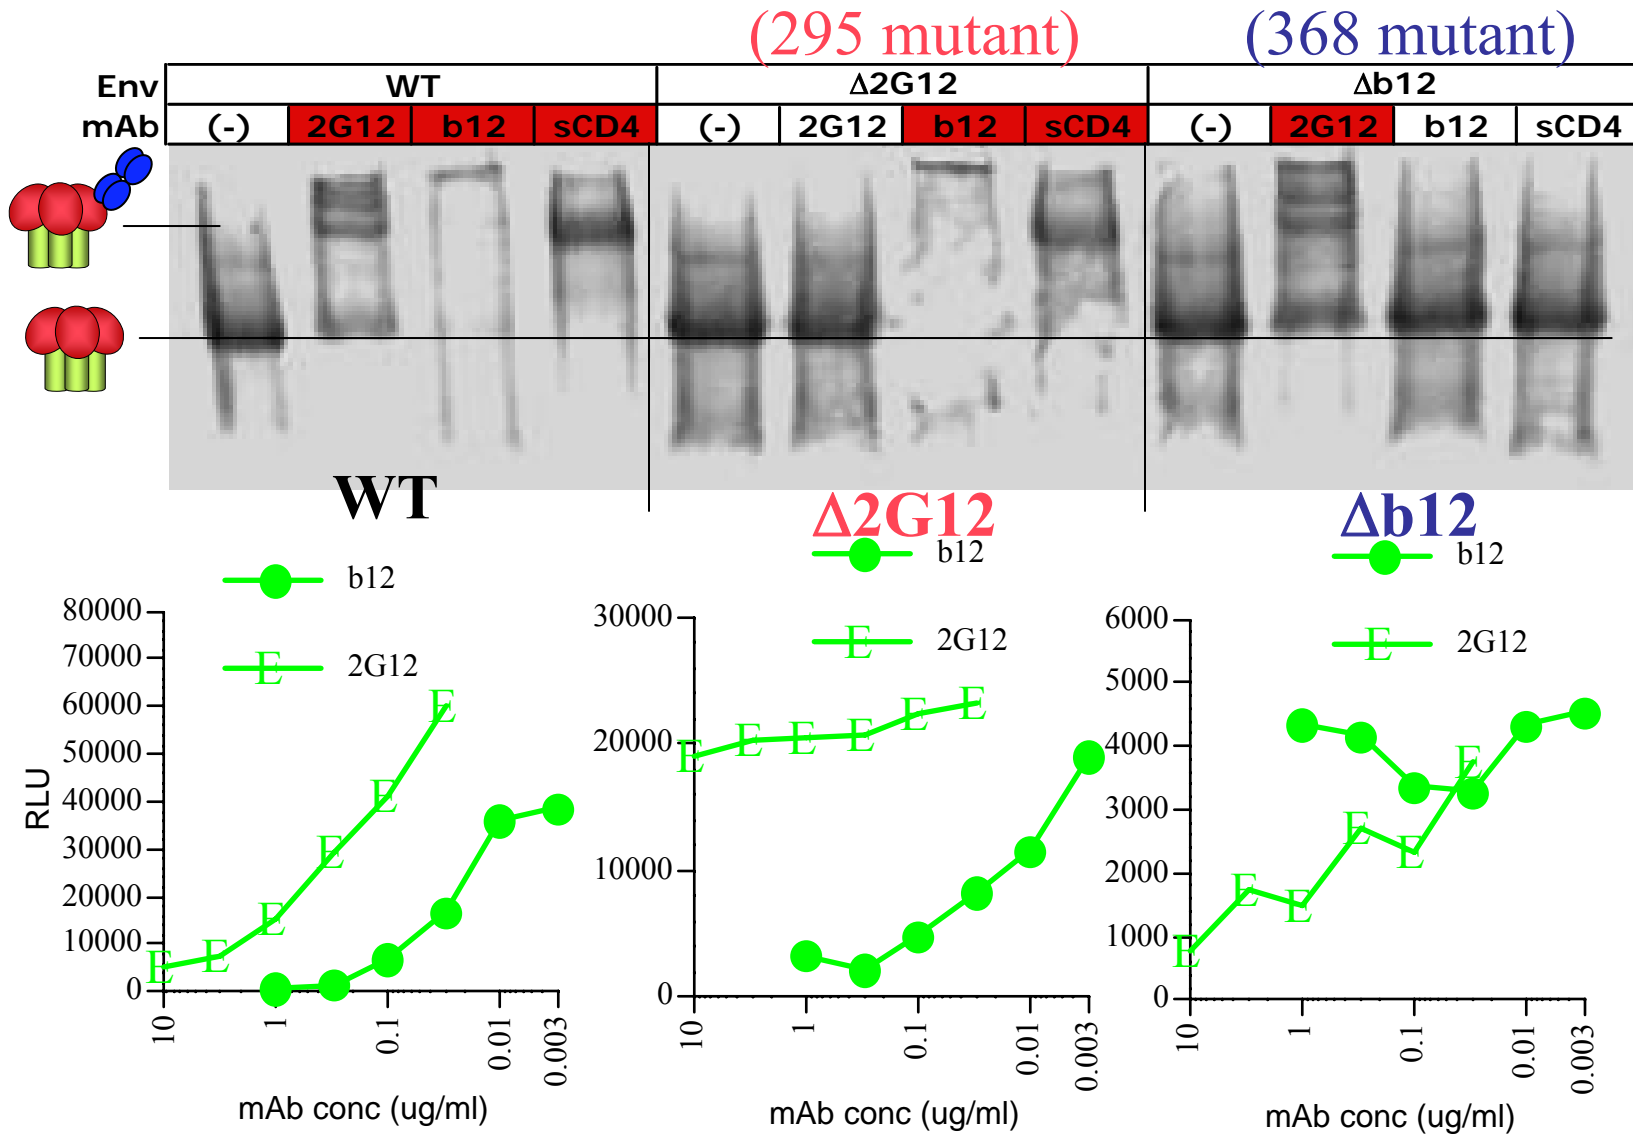 (295 mutant) (368 mutant)
Env WT Δ2G12 Δb12
mAb (-) 2G12 b12 sCD4 (-) 2G12 b12 sCD4 (-) 2G12 b12 sCD4
WT Δ2G12 Δb12
b12
E 2G12
80000
70000
60000
50000
40000
30000
20000
10000
0
RLU
E E E E E E
10 1 0.1 0.01 0.003
mAb conc (ug/ml)
b12
E 2G12
30000
20000
10000
0
E E E E E E
10 1 0.1 0.01 0.003
mAb conc (ug/ml)
b12
E 2G12
6000
5000
4000
3000
2000
1000
0
E E E E E E
10 1 0.1 0.01 0.003
mAb conc (ug/ml)